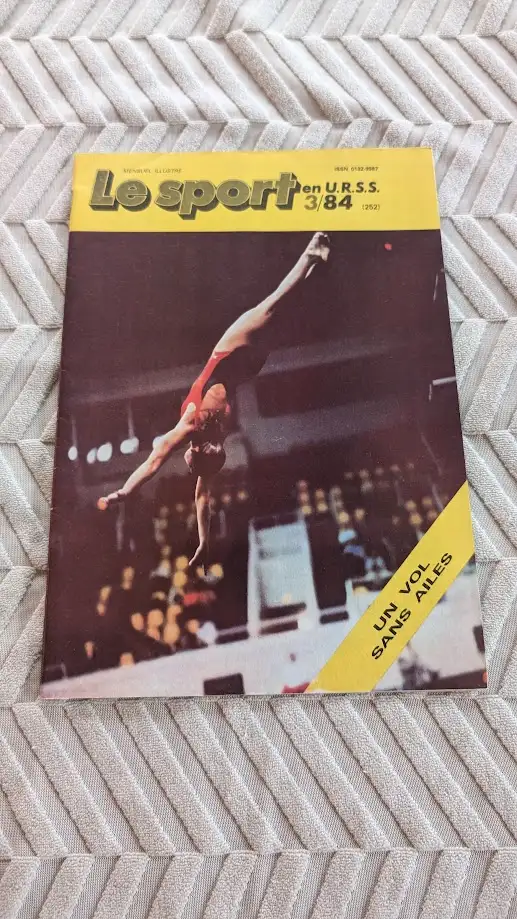 MENSUEL ILLUSTRÉ
ISSN 0132-9987
Le sport en U.R.S.S.
3/84 (252)
UN VOL
SANS AILES